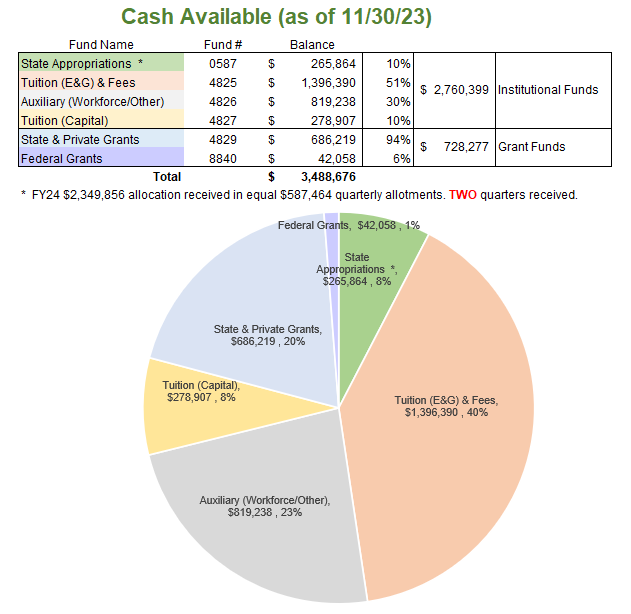 Cash Available (as of 11/30/23)
Fund Name Fund # Balance
State Appropriations * 0587 $ 265,864 10%
Tuition (E&G) & Fees 4825 $ 1,396,390 51%
$ 2,760,399 Institutional Funds
Auxiliary (Workforce/Other) 4826 $ 819,238 30%
Tuition (Capital) 4827 $ 278,907 10%
State & Private Grants 4829 $ 686,219 94%
$ 728,277 Grant Funds
Federal Grants 8840 $ 42,058 6%
Total $ 3,488,676
* FY24 $2,349,856 allocation received in equal $587,464 quarterly allotments. TWO quarters received.
Federal Grants, $42,058 , 1%
State
Appropriations *,
$265,864 , 8%
State & Private Grants,
$686,219 , 20%
Tuition (Capital),
$278,907 , 8%
Tuition (E&G) & Fees,
$1,396,390 , 40%
Auxiliary (Workforce/Other),
$819,238 , 23%